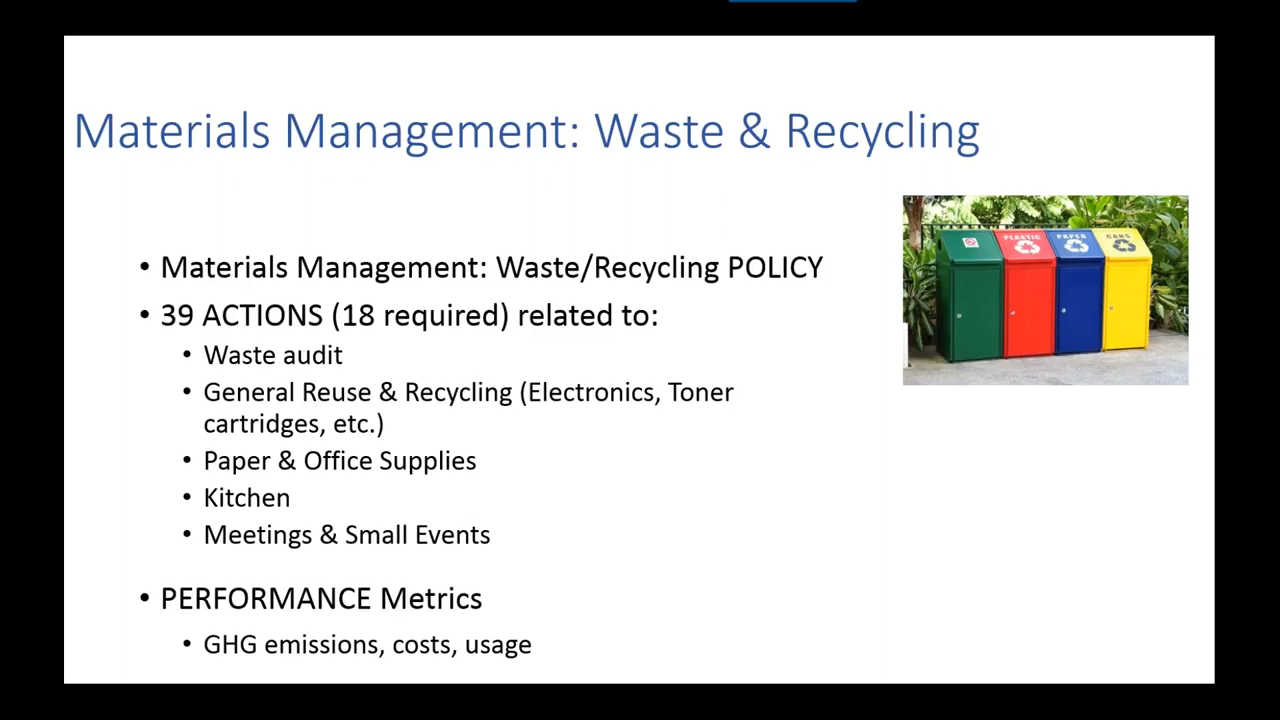 Materials Management: Waste & Recycling
• Materials Management: Waste/Recycling POLICY
• 39 ACTIONS (18 required) related to:
• Waste audit
• General Reuse & Recycling (Electronics, Toner
cartridges, etc.)
• Paper & Office Supplies
• Kitchen
• Meetings & Small Events
• PERFORMANCE Metrics
• GHG emissions, costs, usage
PLASTIC
PAPER
CANS